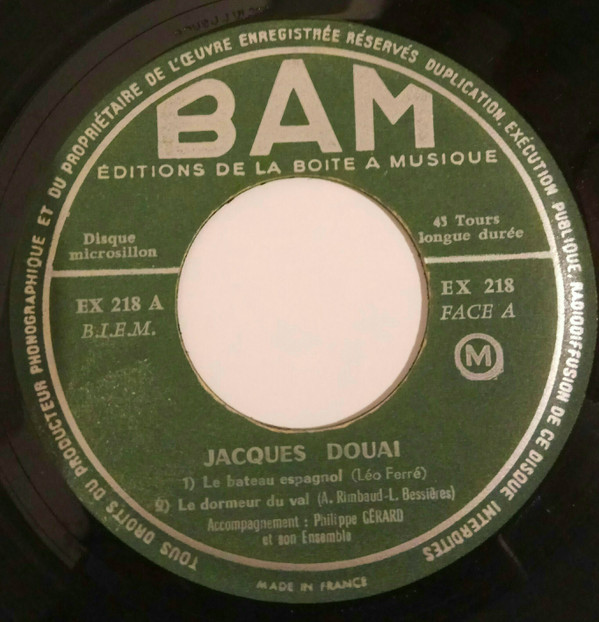 TOUS DROITS DU PRODUCTEUR PHONOGRAPHIQUE ET DU PROPRIÉTAIRE DE L'ŒUVRE ENREGISTRÉE RÉSERVÉS DUPLICATION, EXÉCUTION PUBLIQUE, RADIODIFFUSION DE CE DISQUE INTERDITES
BAM
ÉDITIONS DE LA BOITE A MUSIQUE
Disque
microsillon
45 Tours
longue durée
EX 218 A
B.I.E.M.
EX 218
FACE A
M
JACQUES DOUAI
1) Le bateau espagnol (Léo Ferré)
2) Le dormeur du val (A. Rimbaud-L. Bessières)
Accompagnement : Philippe GÉRARD
et son Ensemble
MADE IN FRANCE